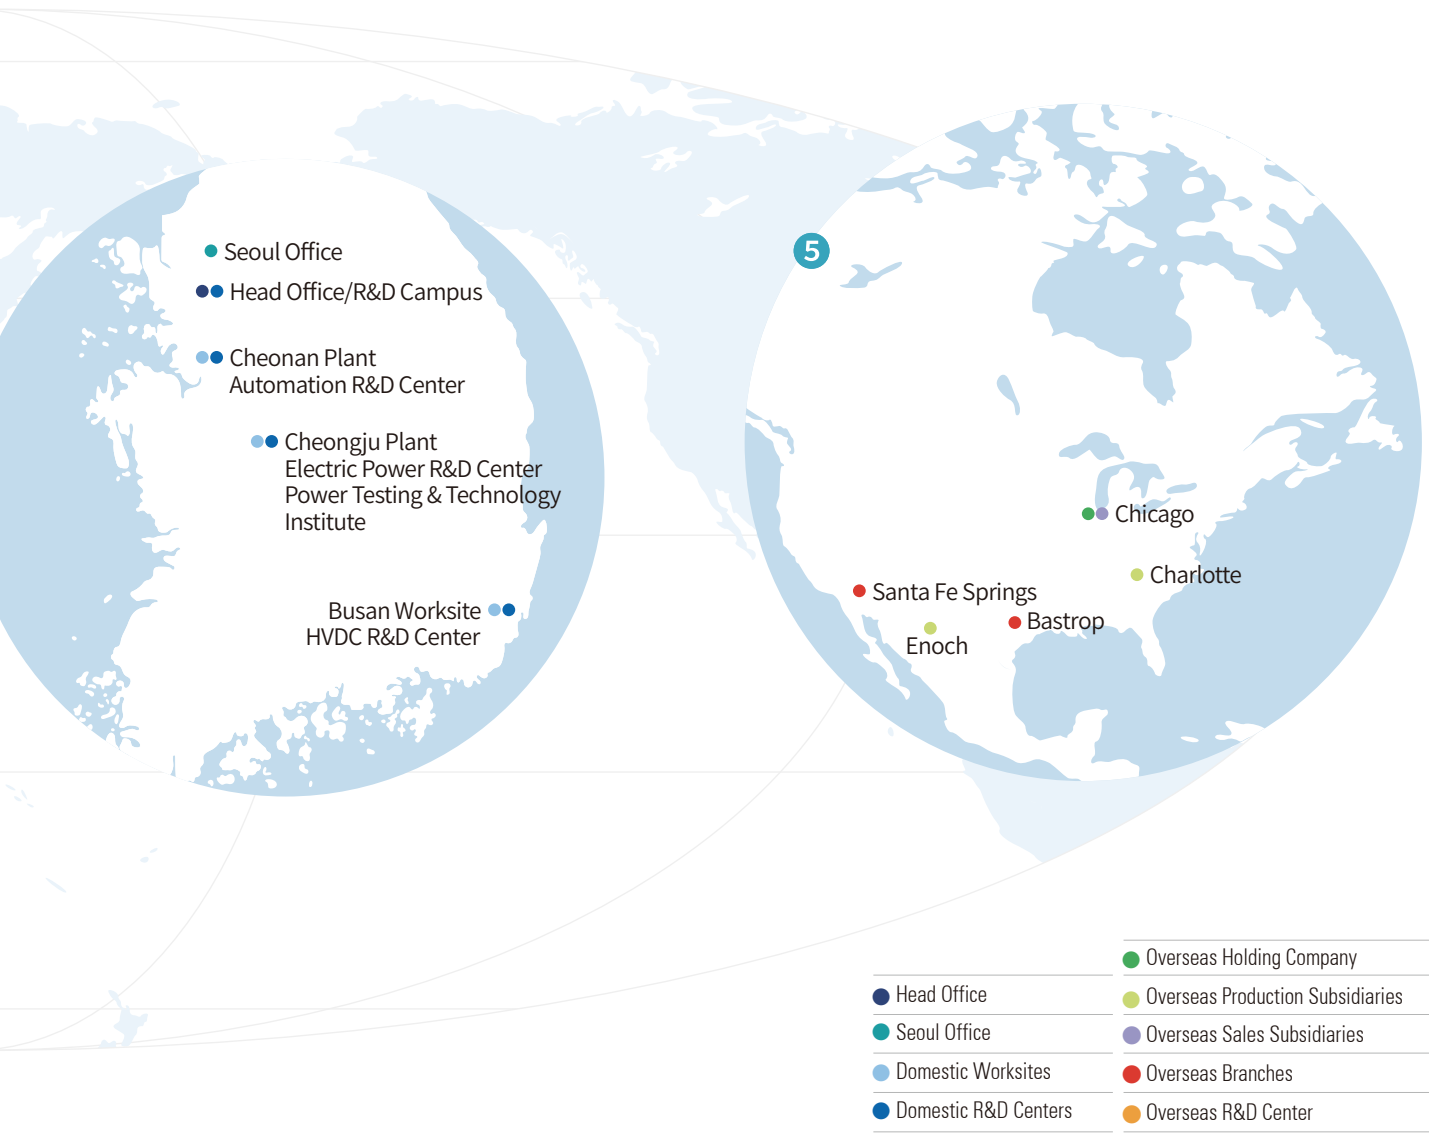 Seoul Office
Head Office/R&D Campus
Cheonan Plant
Automation R&D Center
Cheongju Plant
Electric Power R&D Center
Power Testing & Technology
Institute
Busan Worksite
HVDC R&D Center
5
Chicago
Charlotte
Santa Fe Springs
Bastrop
Enoch
Head Office
Seoul Office
Domestic Worksites
Domestic R&D Centers
Overseas Holding Company
Overseas Production Subsidiaries
Overseas Sales Subsidiaries
Overseas Branches
Overseas R&D Center